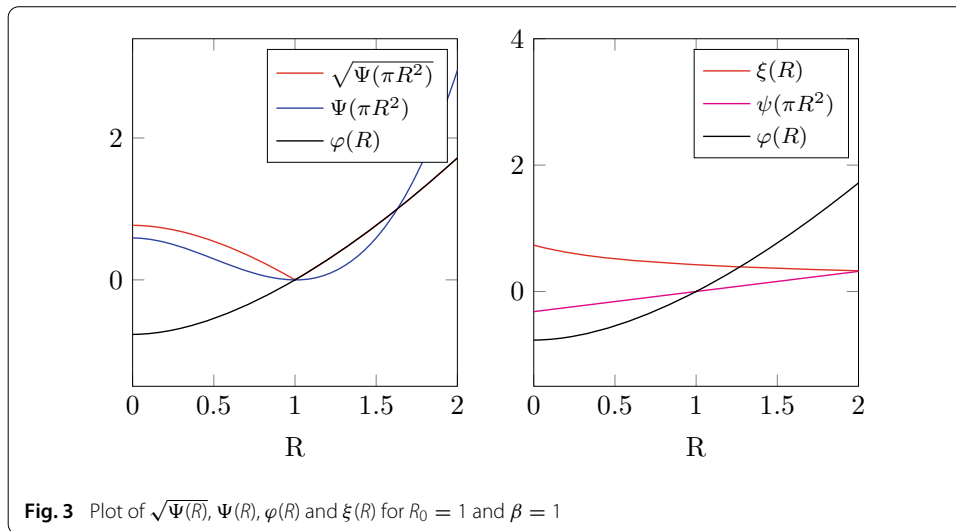 √Ψ(πR²)
Ψ(πR²)
φ(R)
2
0
0 0.5 1 1.5 2
R
ξ(R)
ψ(πR²)
φ(R)
4
2
0
0 0.5 1 1.5 2
R
Fig. 3 Plot of √Ψ(R), Ψ(R), φ(R) and ξ(R) for R₀ = 1 and β = 1